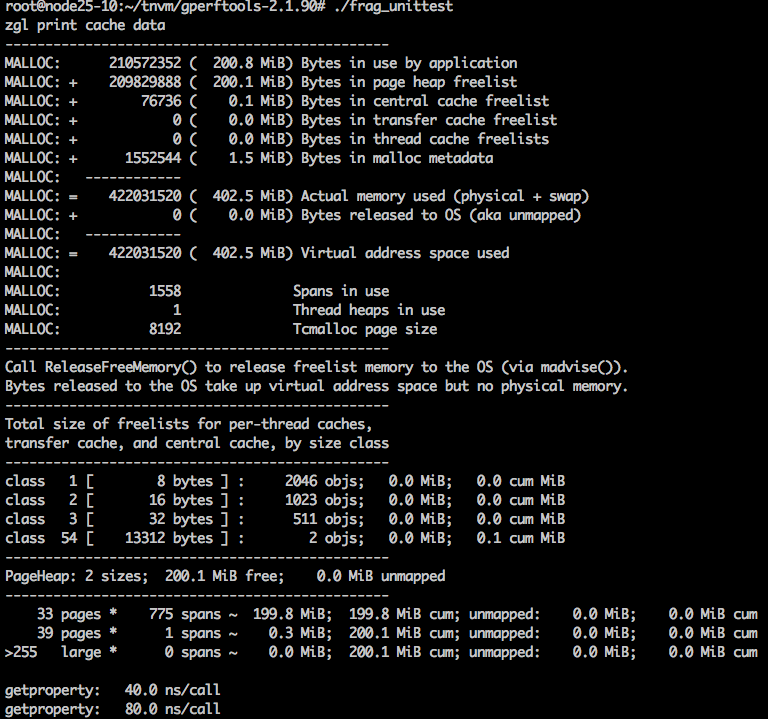 root@node25-10:~/tnvm/gperftools-2.1.90# ./frag_unittest
zgl print cache data
------------------------------------------------
MALLOC:      210572352 (  200.8 MiB) Bytes in use by application
MALLOC: +    209829888 (  200.1 MiB) Bytes in page heap freelist
MALLOC: +        76736 (    0.1 MiB) Bytes in central cache freelist
MALLOC: +            0 (    0.0 MiB) Bytes in transfer cache freelist
MALLOC: +            0 (    0.0 MiB) Bytes in thread cache freelists
MALLOC: +      1552544 (    1.5 MiB) Bytes in malloc metadata
MALLOC:   ------------
MALLOC: =    422031520 (  402.5 MiB) Actual memory used (physical + swap)
MALLOC: +            0 (    0.0 MiB) Bytes released to OS (aka unmapped)
MALLOC:   ------------
MALLOC: =    422031520 (  402.5 MiB) Virtual address space used
MALLOC:
MALLOC:           1558              Spans in use
MALLOC:              1              Thread heaps in use
MALLOC:           8192              Tcmalloc page size
------------------------------------------------
Call ReleaseFreeMemory() to release freelist memory to the OS (via madvise()).
Bytes released to the OS take up virtual address space but no physical memory.
------------------------------------------------
Total size of freelists for per-thread caches,
transfer cache, and central cache, by size class
------------------------------------------------
class   1 [        8 bytes ] :     2046 objs;   0.0 MiB;   0.0 cum MiB
class   2 [       16 bytes ] :     1023 objs;   0.0 MiB;   0.0 cum MiB
class   3 [       32 bytes ] :      511 objs;   0.0 MiB;   0.0 cum MiB
class  54 [    13312 bytes ] :        2 objs;   0.0 MiB;   0.1 cum MiB
------------------------------------------------
PageHeap: 2 sizes;  200.1 MiB free;    0.0 MiB unmapped
------------------------------------------------
    33 pages *    775 spans ~  199.8 MiB;  199.8 MiB cum; unmapped:    0.0 MiB;    0.0 MiB cum
    39 pages *      1 spans ~    0.3 MiB;  200.1 MiB cum; unmapped:    0.0 MiB;    0.0 MiB cum
>255   large *      0 spans ~    0.0 MiB;  200.1 MiB cum; unmapped:    0.0 MiB;    0.0 MiB cum
getproperty:   40.0 ns/call
getproperty:   80.0 ns/call